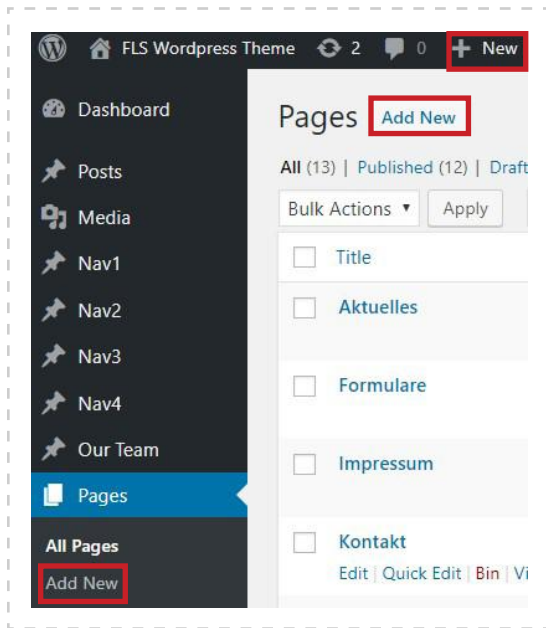 FLS Wordpress Theme 2 0 + New
Dashboard
Posts
Media
Nav1
Nav2
Nav3
Nav4
Our Team
Pages
All Pages
Add New
Pages Add New
All (13) | Published (12) | Draft
Bulk Actions Apply
Title
Aktuelles
Formulare
Impressum
Kontakt
Edit | Quick Edit | Bin | Vi